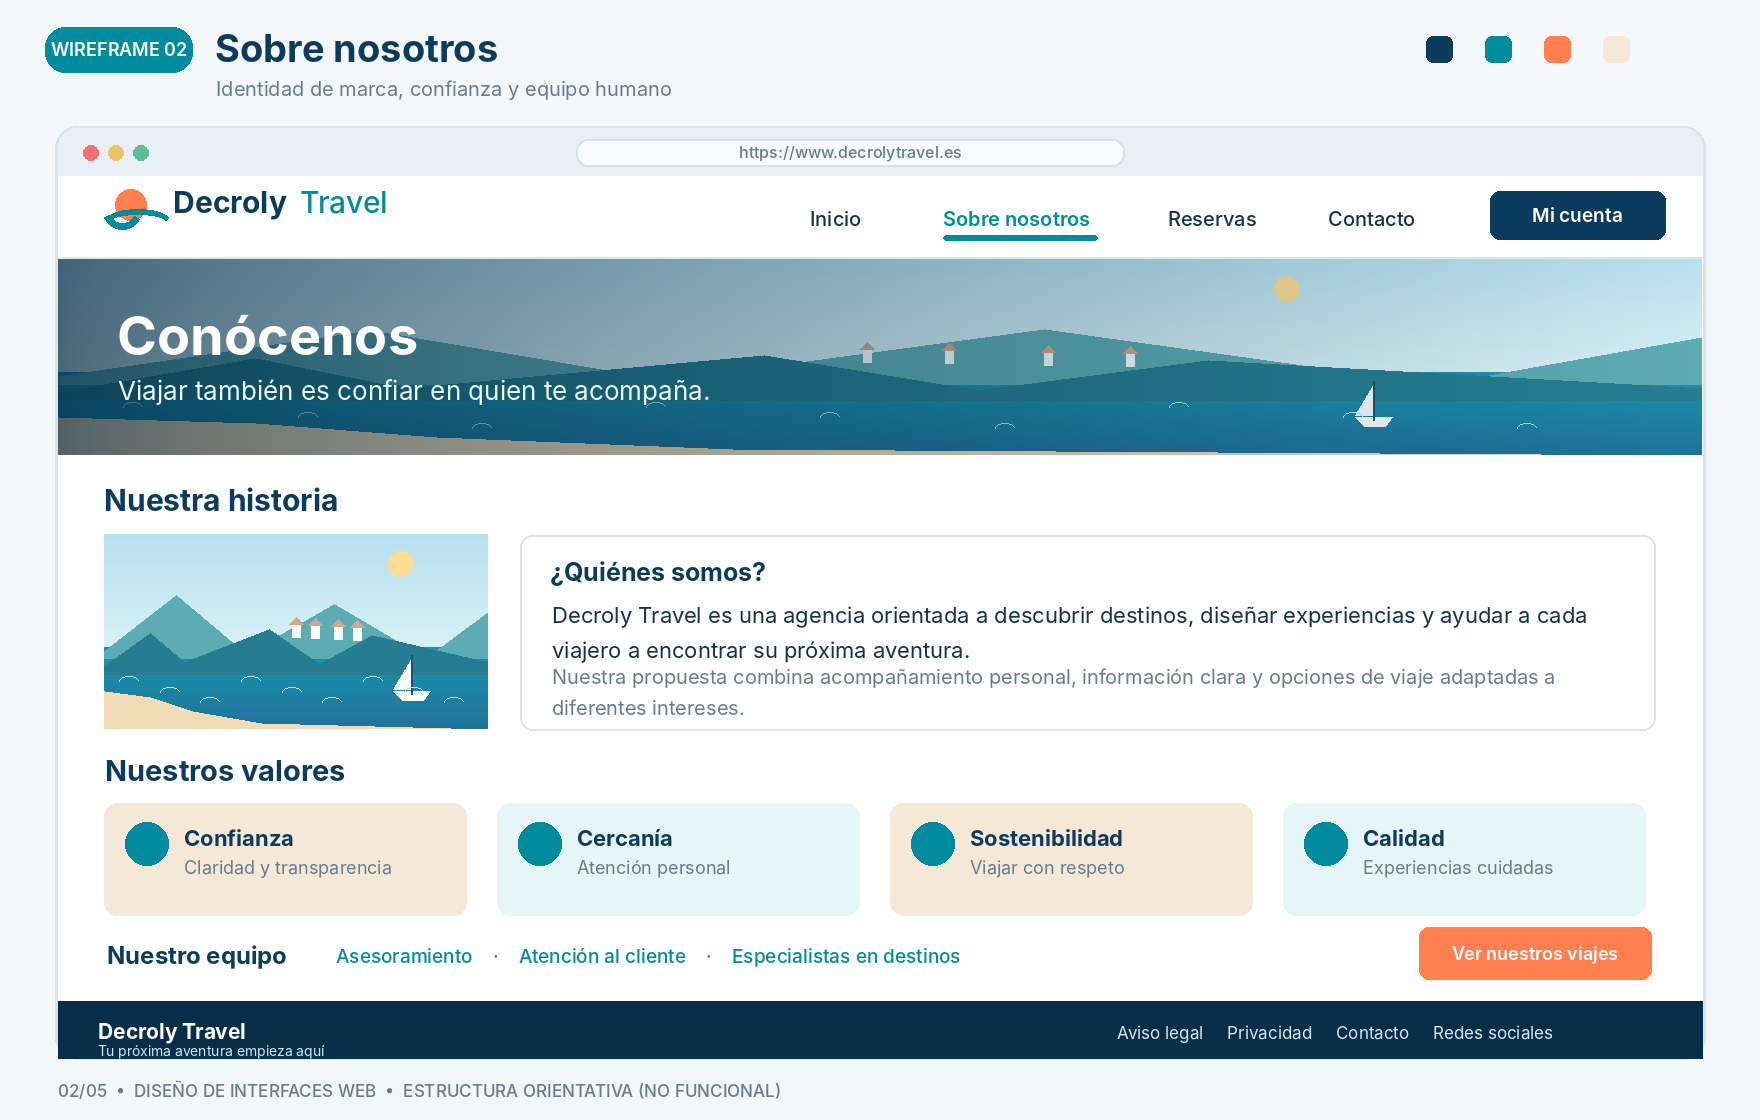 WIREFRAME 02
Sobre nosotros
Identidad de marca, confianza y equipo humano
https://www.decrolytravel.es
Decroly Travel
Inicio
Sobre nosotros
Reservas
Contacto
Mi cuenta
Conócenos
Viajar también es confiar en quien te acompaña.
Nuestra historia
¿Quiénes somos?
Decroly Travel es una agencia orientada a descubrir destinos, diseñar experiencias y ayudar a cada
viajero a encontrar su próxima aventura.
Nuestra propuesta combina acompañamiento personal, información clara y opciones de viaje adaptadas a
diferentes intereses.
Nuestros valores
Confianza
Claridad y transparencia
Cercanía
Atención personal
Sostenibilidad
Viajar con respeto
Calidad
Experiencias cuidadas
Nuestro equipo
Asesoramiento · Atención al cliente · Especialistas en destinos
Ver nuestros viajes
Decroly Travel
Tu próxima aventura empieza aquí
Aviso legal
Privacidad
Contacto
Redes sociales
02/05 • DISEÑO DE INTERFACES WEB • ESTRUCTURA ORIENTATIVA (NO FUNCIONAL)